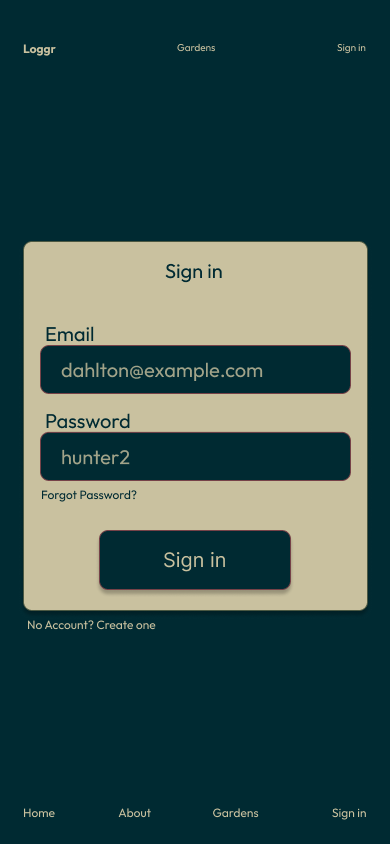 Loggr Gardens Sign in
Sign in
Email
dahlton@example.com
Password
hunter2
Forgot Password?
Sign in
No Account? Create one
Home About Gardens Sign in